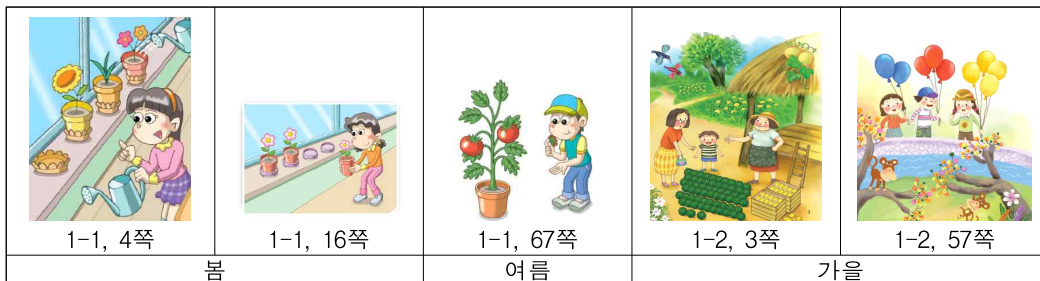 1-1, 4쪽
1-1, 16쪽
1-1, 67쪽
1-2, 3쪽
1-2, 57쪽
봄
여름
가을